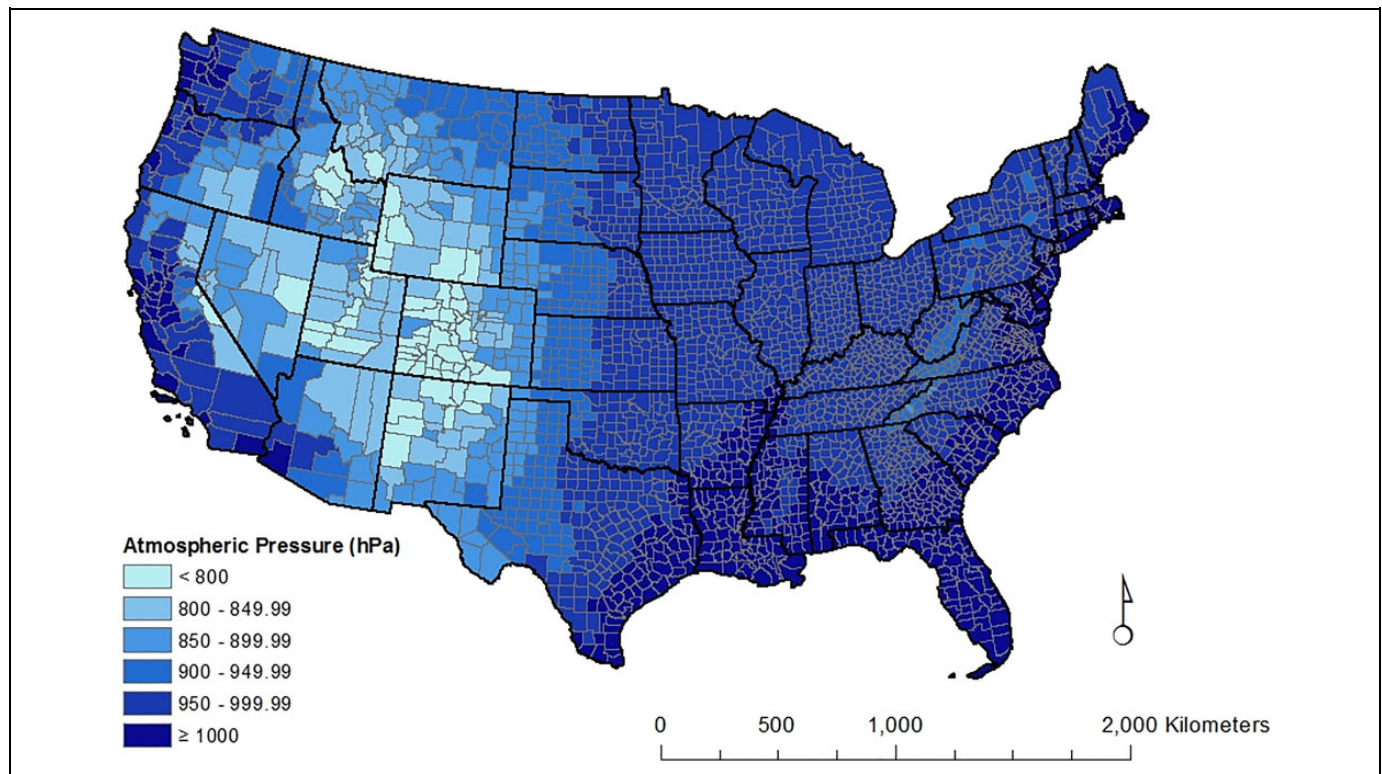 Atmospheric Pressure (hPa)
< 800
800 - 849.99
850 - 899.99
900 - 949.99
950 - 999.99
≥ 1000
0 500 1,000 2,000 Kilometers